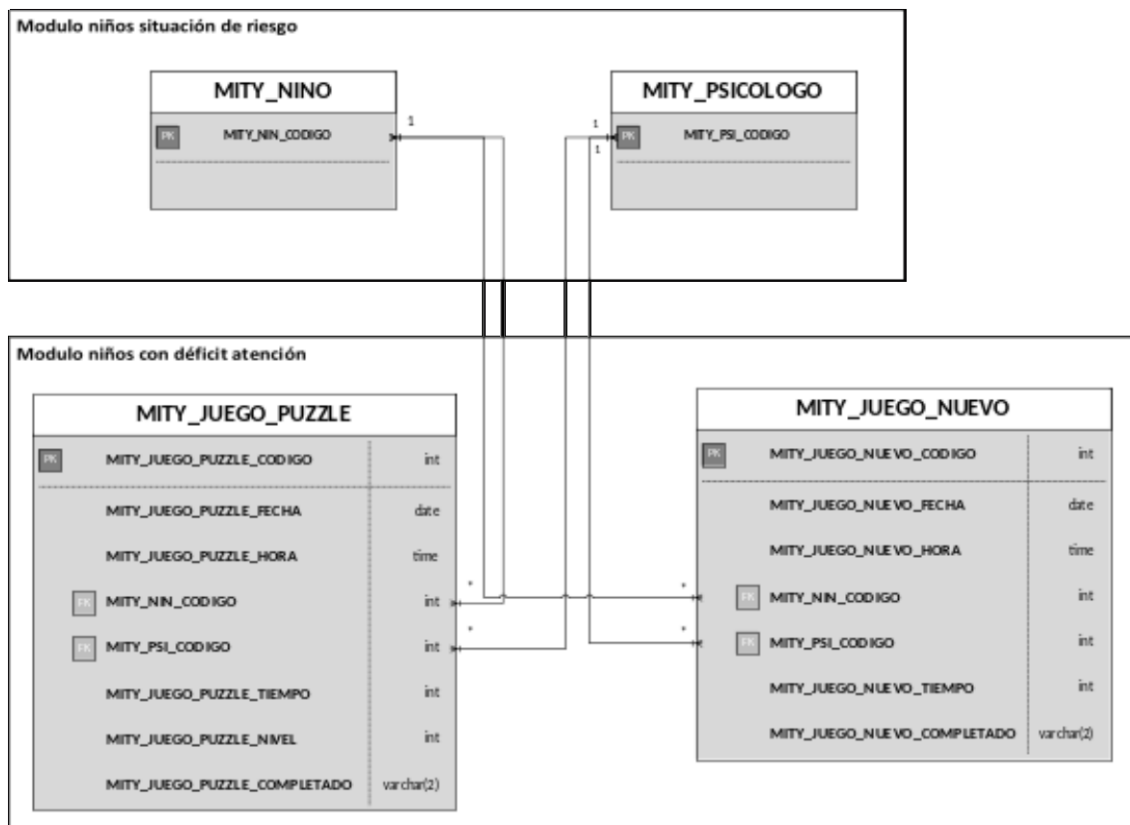 Modulo niños situación de riesgo
MITY_NINO
PK MITY_NIN_CODIGO
1
MITY_PSICOLOGO
PK MITY_PSI_CODIGO
1
1
Modulo niños con déficit atención
MITY_JUEGO_PUZZLE
PK MITY_JUEGO_PUZZLE_CODIGO int
MITY_JUEGO_PUZZLE_FECHA date
MITY_JUEGO_PUZZLE_HORA time
FK MITY_NIN_CODIGO int *
FK MITY_PSI_CODIGO int *
MITY_JUEGO_PUZZLE_TIEMPO int
MITY_JUEGO_PUZZLE_NIVEL int
MITY_JUEGO_PUZZLE_COMPLETADO varchar(2)
MITY_JUEGO_NUEVO
PK MITY_JUEGO_NUEVO_CODIGO int
MITY_JUEGO_NUEVO_FECHA date
MITY_JUEGO_NUEVO_HORA time
* FK MITY_NIN_CODIGO int
* FK MITY_PSI_CODIGO int
MITY_JUEGO_NUEVO_TIEMPO int
MITY_JUEGO_NUEVO_COMPLETADO varchar(2)